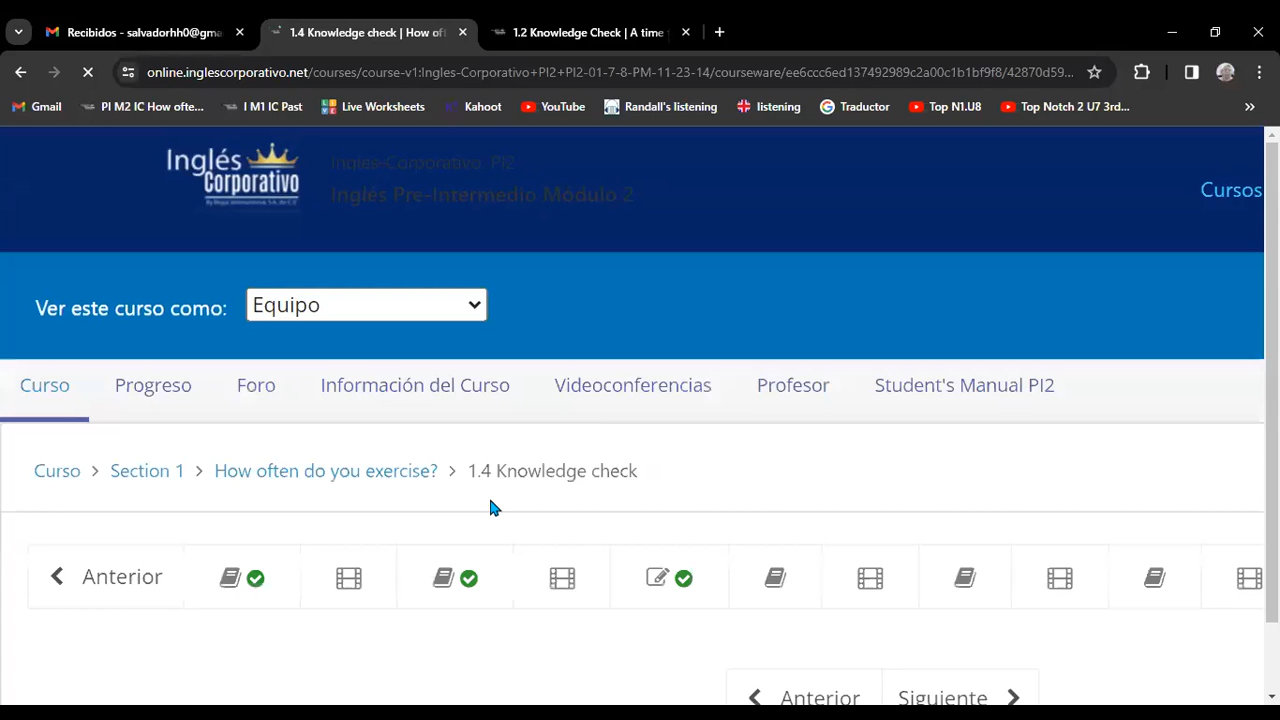 Recibidos - salvadorhh0@gma
1.4 Knowledge check | How of
1.2 Knowledge Check | A time
online.inglescorporativo.net/courses/course-v1:Ingles-Corporativo+PI2+PI2-01-7-8-PM-11-23-14/courseware/ee6ccc6ed137492989c2a00c1b1bf9f8/42870d59...
Gmail
PI M2 IC How ofte...
I M1 IC Past
Live Worksheets
Kahoot
YouTube
Randall's listening
listening
Traductor
Top N1.U8
Top Notch 2 U7 3rd...
Inglés Corporativo
Ingles-Corporativo PI2
Inglés Pre-Intermedio Módulo 2
Cursos
Ver este curso como:
Equipo
Curso
Progreso
Foro
Información del Curso
Videoconferencias
Profesor
Student's Manual PI2
Curso > Section 1 > How often do you exercise? > 1.4 Knowledge check
Anterior
Anterior
Siguiente